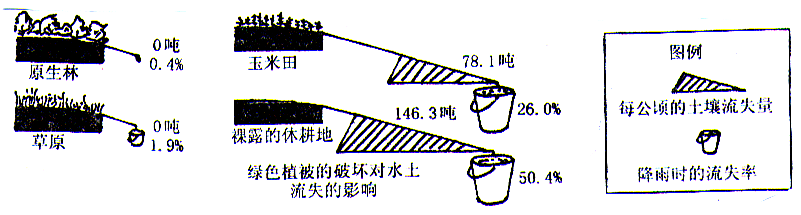 0吨
0.4%
原生林
0吨
1.9%
草原
玉米田
78.1吨
26.0%
146.3吨
裸露的休耕地
50.4%
绿色植被的破坏对水土
流失的影响
图例
每公顷的土壤流失量
降雨时的流失率